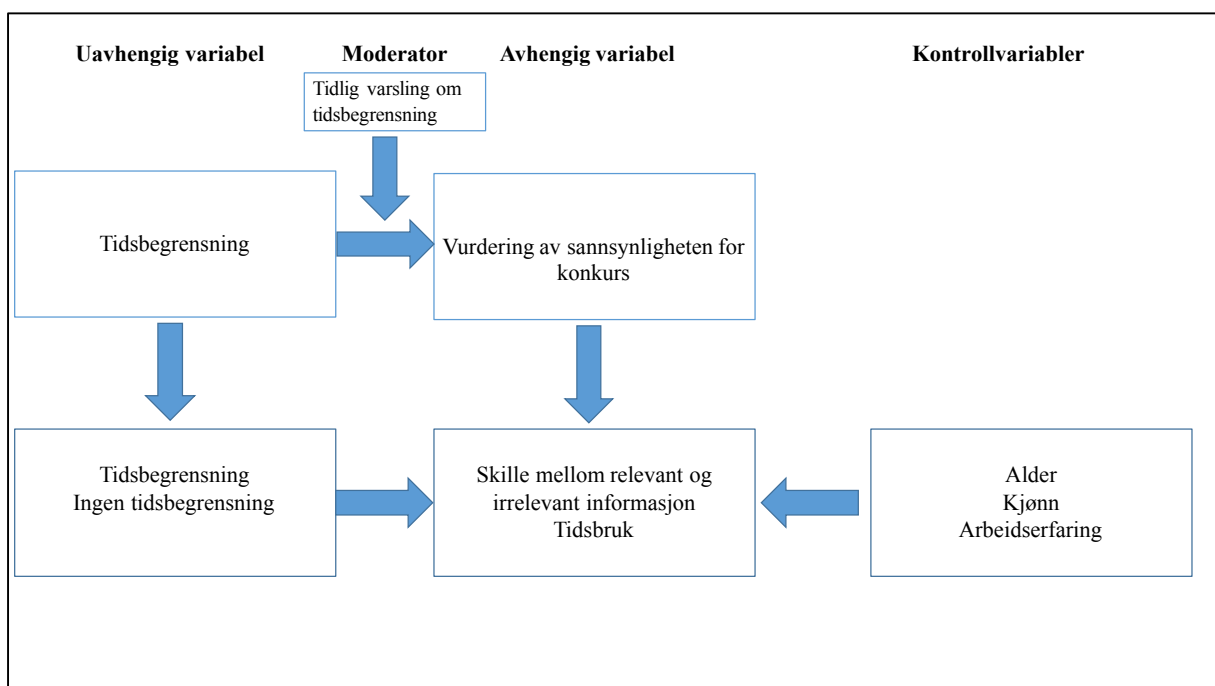 Uavhengig variabel
Moderator
Avhengig variabel
Kontrollvariabler
Tidlig varsling om
tidsbegrensning
Tidsbegrensning
Vurdering av sannsynligheten for
konkurs
Tidsbegrensning
Ingen tidsbegrensning
Skille mellom relevant og
irrelevant informasjon
Tidsbruk
Alder
Kjønn
Arbeidserfaring